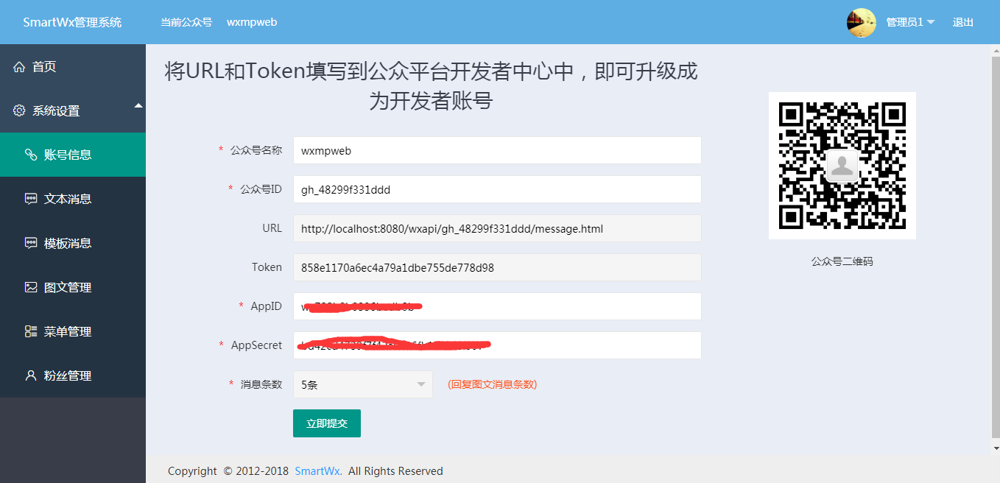 SmartWx管理系统
当前公众号 wxmpweb
管理员1 退出
首页
系统设置
账号信息
文本消息
模板消息
图文管理
菜单管理
粉丝管理
将URL和Token填写到公众平台开发者中心中，即可升级成
为开发者账号
* 公众号名称 wxmpweb
* 公众号ID gh_48299f331ddd
URL http://localhost:8080/wxapi/gh_48299f331ddd/message.html
Token 858e1170a6ec4a79a1dbe755de778d98
* AppID
* AppSecret
* 消息条数 5条 (回复图文消息条数)
立即提交
公众号二维码
Copyright © 2012-2018 SmartWx. All Rights Reserved